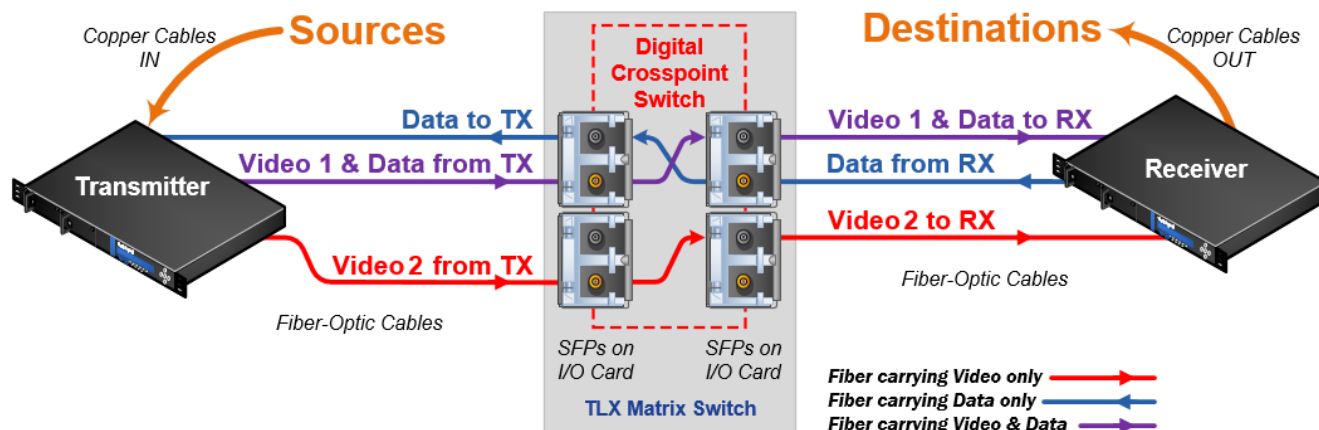 Copper Cables
IN
Sources
Digital
Crosspoint
Switch
Destinations
Copper Cables
OUT
Data to TX
Video 1 & Data to RX
Transmitter
Video 1 & Data from TX
Data from RX
Receiver
Video 2 from TX
Video 2 to RX
Fiber-Optic Cables
Fiber-Optic Cables
SFPs on
I/O Card
SFPs on
I/O Card
TLX Matrix Switch
Fiber carrying Video only
Fiber carrying Data only
Fiber carrying Video & Data